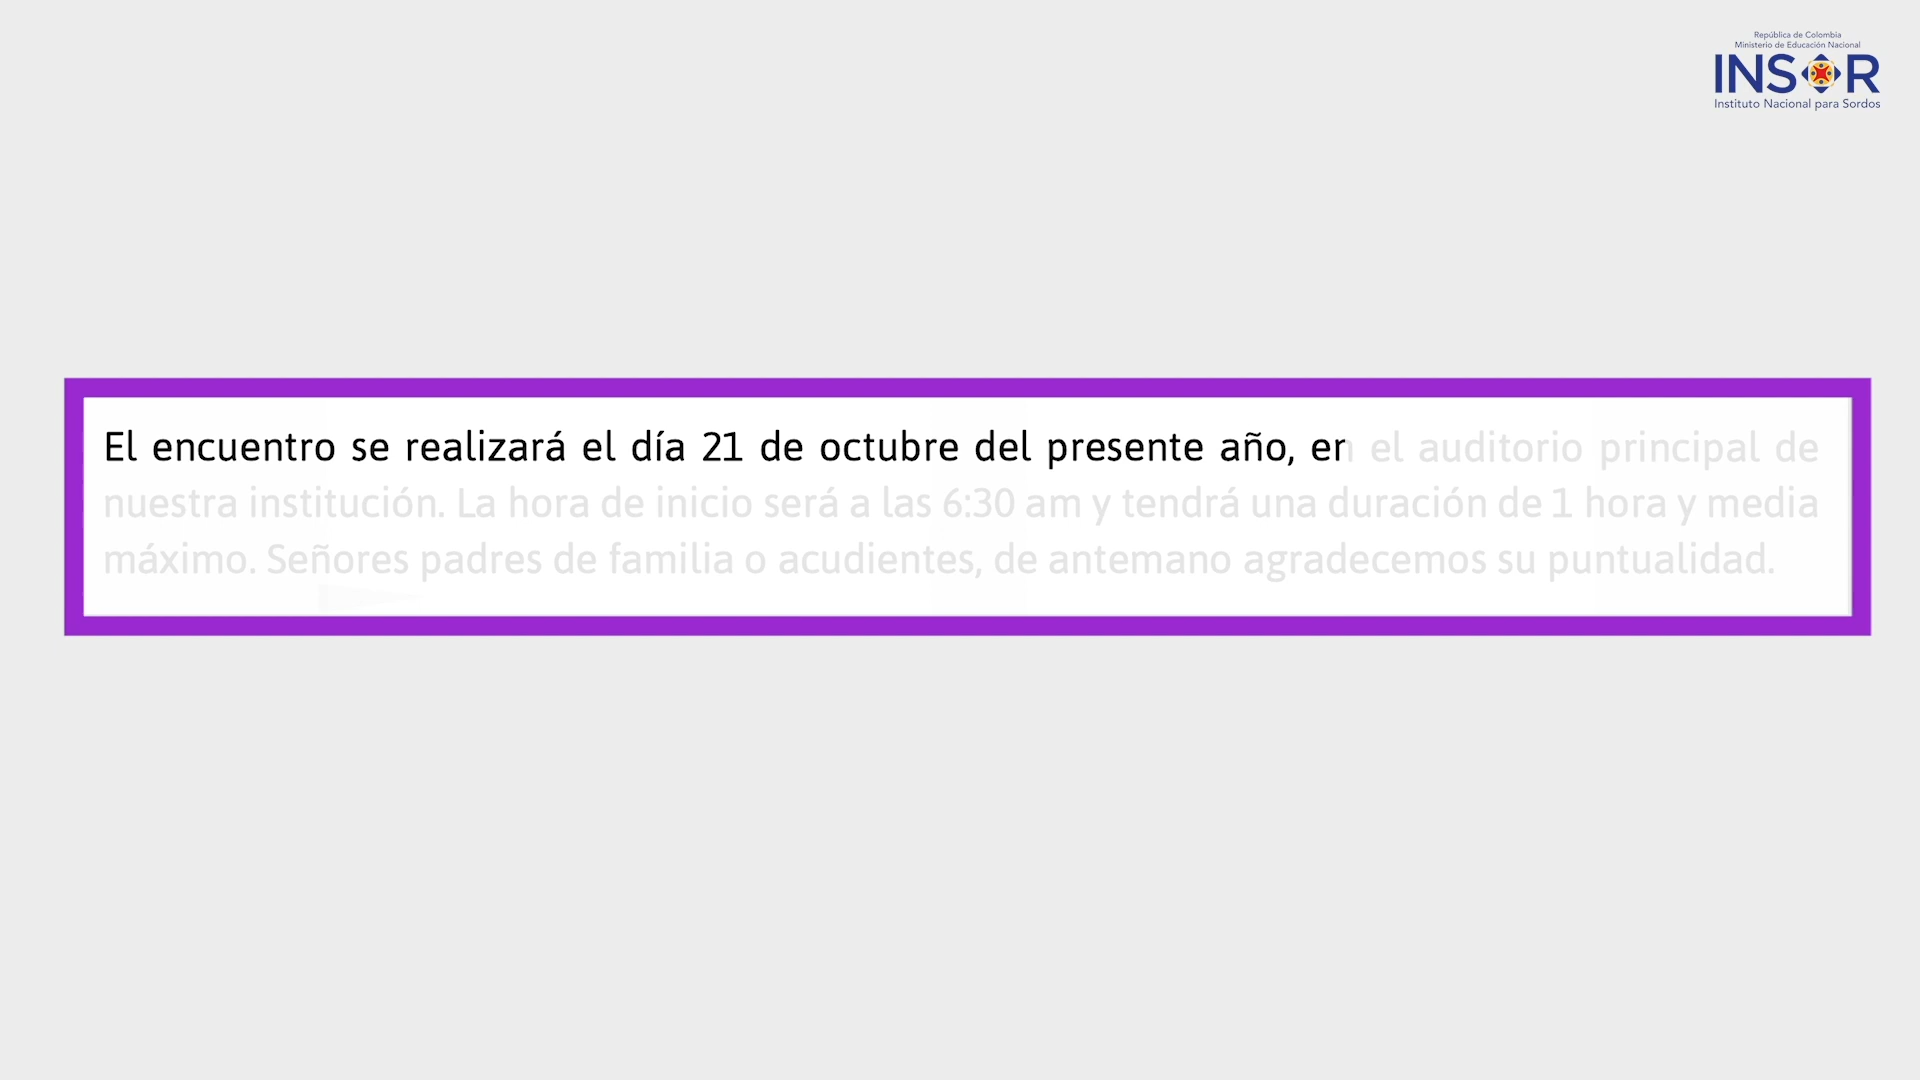 República de Colombia
Ministerio de Educación Nacional
INSOR
Instituto Nacional para Sordos
El encuentro se realizará el día 21 de octubre del presente año, en el auditorio principal de
nuestra institución. La hora de inicio será a las 6:30 am y tendrá una duración de 1 hora y media
máximo. Señores padres de familia o acudientes, de antemano agradecemos su puntualidad.